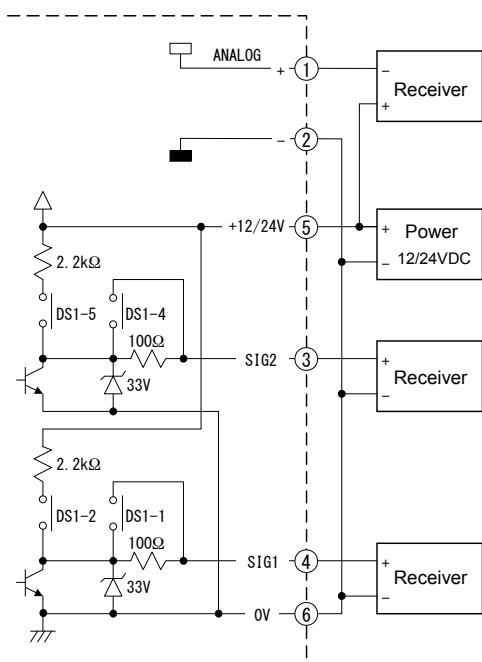 ANALOG
+ 1 - Receiver
+
- 2
+12/24V 5 + Power
- 12/24VDC
2.2kΩ
DS1-5 DS1-4
100Ω
SIG2 3 + Receiver
-
33V
2.2kΩ
DS1-2 DS1-1
100Ω
SIG1 4 + Receiver
-
33V
0V 6